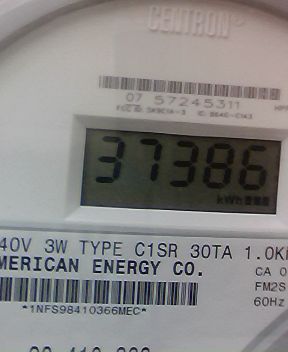 CENTRON®
07 57245311
37386
kWh
40V 3W TYPE C1SR 30TA 1.0K
MERICAN ENERGY CO.
CA 0
FM2S
60Hz
*1NFS98410366MEC*